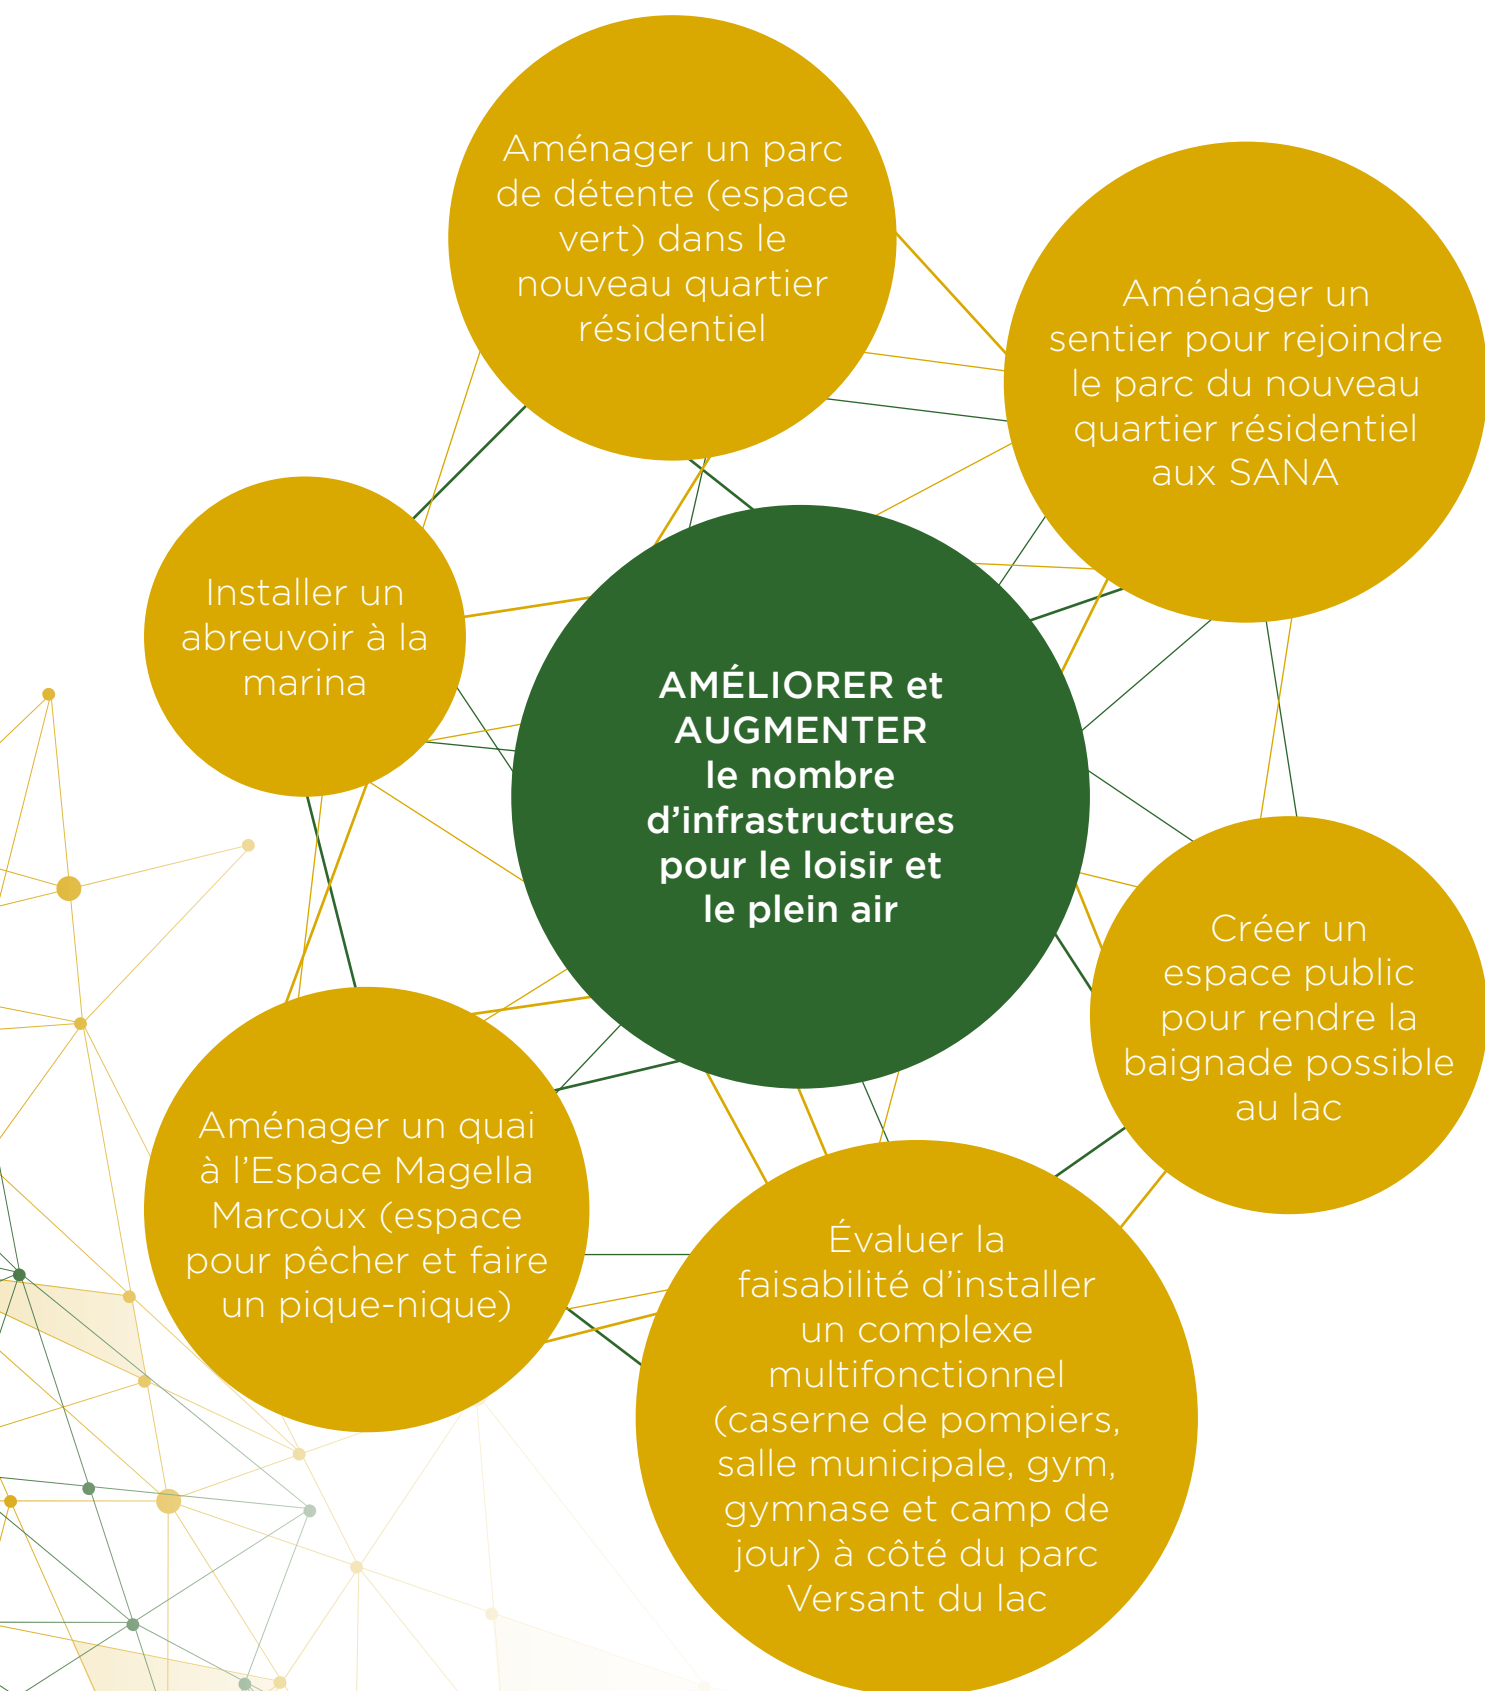 Aménager un parc
de détente (espace
vert) dans le
nouveau quartier
résidentiel
Aménager un
sentier pour rejoindre
le parc du nouveau
quartier résidentiel
aux SANA
Installer un
abreuvoir à la
marina
AMÉLIORER et
AUGMENTER
le nombre
d’infrastructures
pour le loisir et
le plein air
Créer un
espace public
pour rendre la
baignade possible
au lac
Aménager un quai
à l’Espace Magella
Marcoux (espace
pour pêcher et faire
un pique-nique)
Évaluer la
faisabilité d’installer
un complexe
multifonctionnel
(caserne de pompiers,
salle municipale, gym,
gymnase et camp de
jour) à côté du parc
Versant du lac